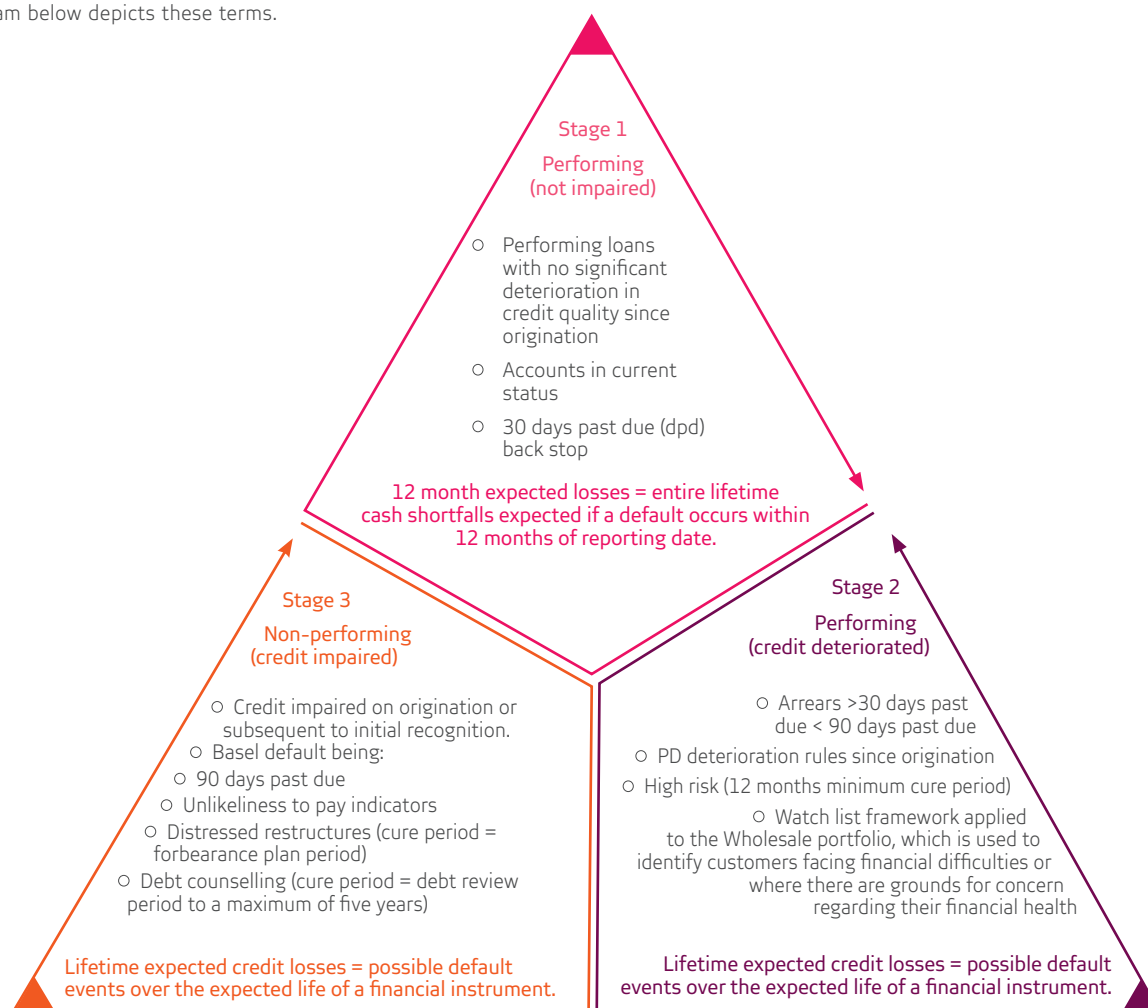 am below depicts these terms.
Stage 1
Performing
(not impaired)
○ Performing loans
with no significant
deterioration in
credit quality since
origination
○ Accounts in current
status
○ 30 days past due (dpd)
back stop
12 month expected losses = entire lifetime
cash shortfalls expected if a default occurs within
12 months of reporting date.
Stage 3
Non-performing
(credit impaired)
○ Credit impaired on origination or
subsequent to initial recognition.
○ Basel default being:
○ 90 days past due
○ Unlikeliness to pay indicators
○ Distressed restructures (cure period =
forbearance plan period)
○ Debt counselling (cure period = debt review
period to a maximum of five years)
Lifetime expected credit losses = possible default
events over the expected life of a financial instrument.
Stage 2
Performing
(credit deteriorated)
○ Arrears >30 days past
due < 90 days past due
○ PD deterioration rules since origination
○ High risk (12 months minimum cure period)
○ Watch list framework applied
to the Wholesale portfolio, which is used to
identify customers facing financial difficulties or
where there are grounds for concern
regarding their financial health
Lifetime expected credit losses = possible default
events over the expected life of a financial instrument.